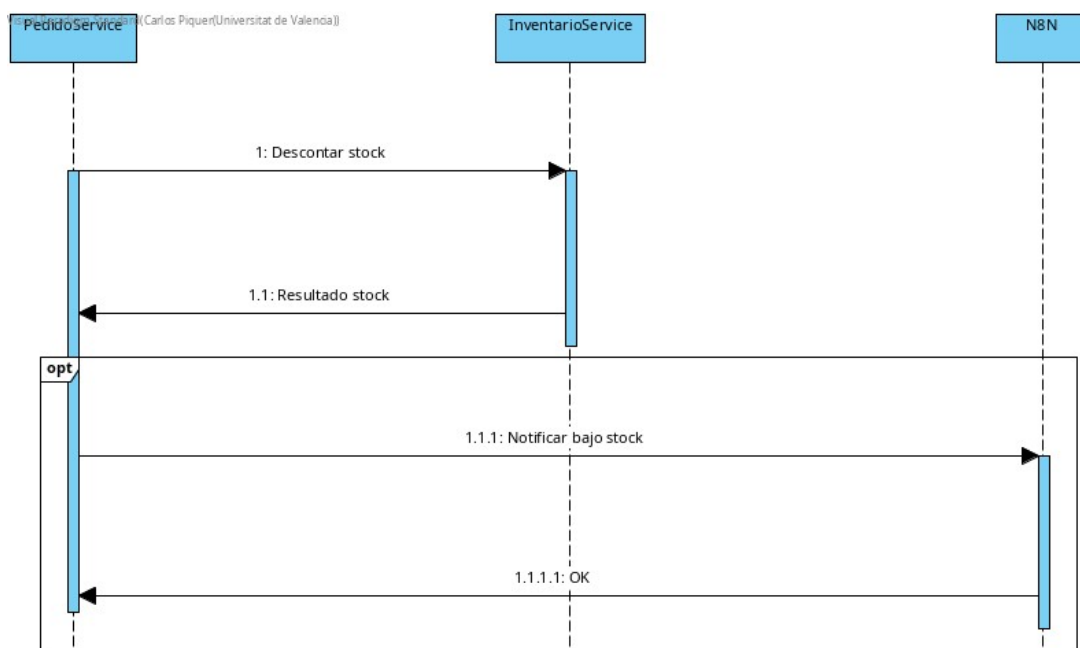 (Carlos Piquer(Universitat de Valencia))
PedidoService
InventarioService
N8N
1: Descontar stock
1.1: Resultado stock
opt
1.1.1: Notificar bajo stock
1.1.1.1: OK